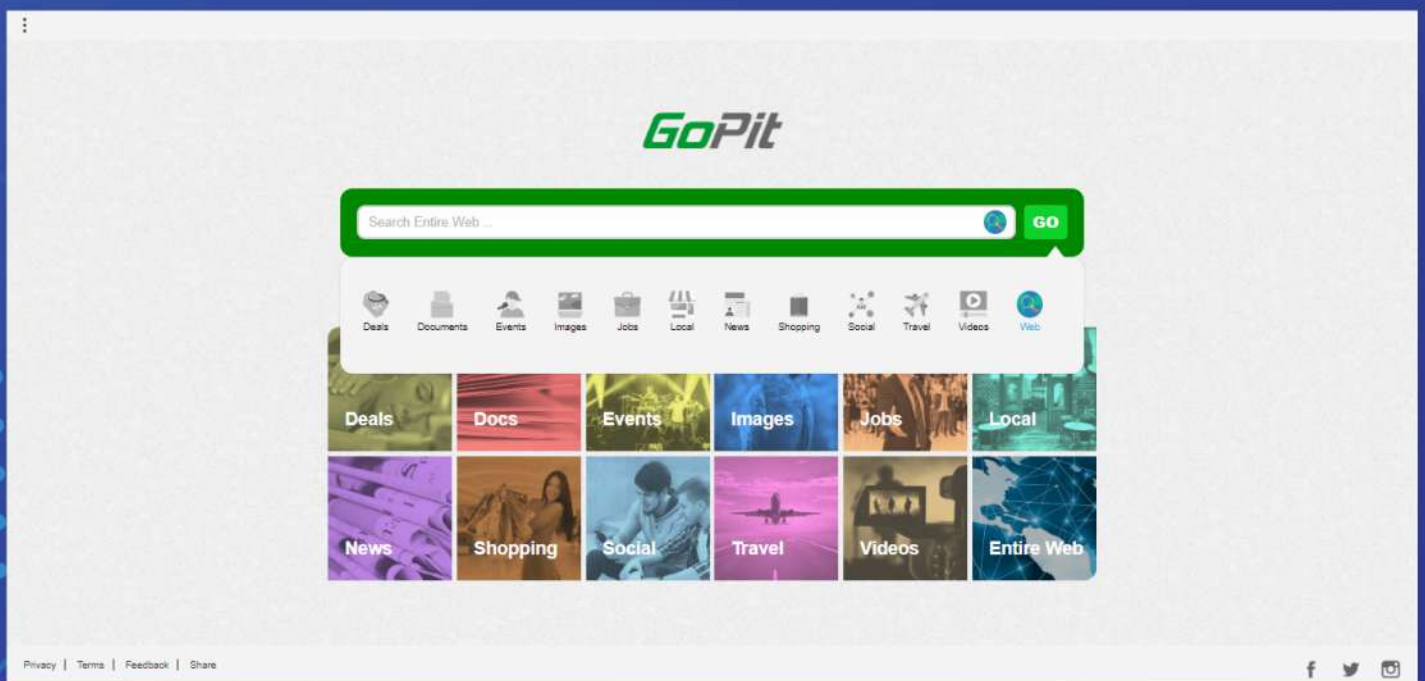 GoPit
Search Entire Web ...
GO
Deals Documents Events Images Jobs Local News Shopping Social Travel Videos Web
Deals Docs Events Images Jobs Local
News Shopping Social Travel Videos Entire Web
Privacy | Terms | Feedback | Share